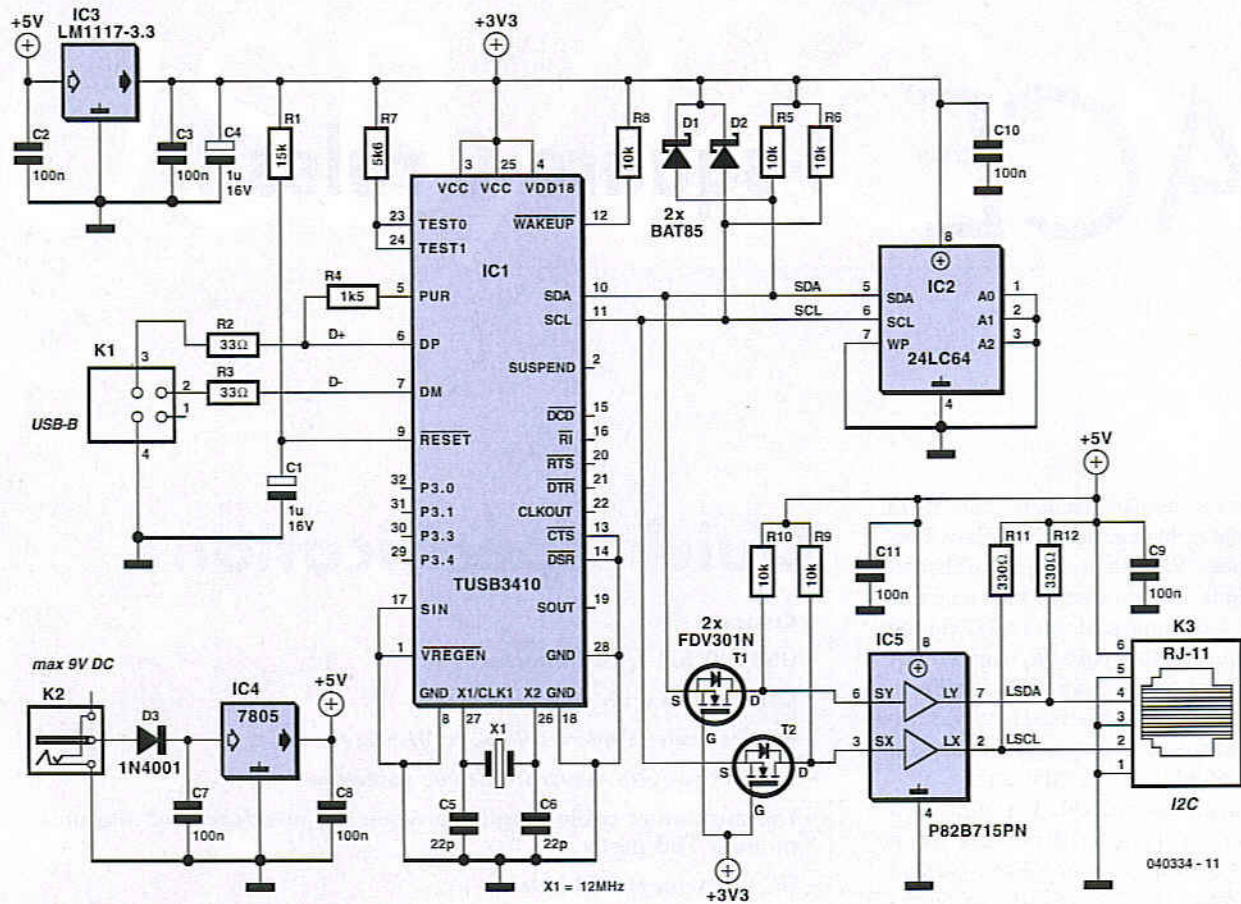 +5V
IC3
LM1117-3.3
+3V3
C2
100n
C3
100n
C4
1u
16V
R1
15k
R7
5k6
R8
10k
D1
D2
R5
10k
R6
10k
2x
BAT85
C10
100n
3
25
4
VCC
VCC
VDD18
23
TEST0
24
TEST1
WAKEUP
12
IC1
R4
1k5
5
PUR
SDA
10
SCL
11
SDA
SCL
R2
33Ω
D+
6
DP
R3
33Ω
D-
7
DM
SUSPEND
2
K1
3
2
1
4
USB-B
9
RESET
DCD
15
RI
16
RTS
20
DTR
21
CLKOUT
22
CTS
13
DSR
14
C1
1u
16V
32
P3.0
31
P3.1
30
P3.3
29
P3.4
TUSB3410
17
SIN
SOUT
19
1
VREGEN
GND
28
GND
X1/CLK1
X2
GND
8
27
26
18
8
IC2
5
SDA
6
SCL
7
WP
A0
1
A1
2
A2
3
24LC64
4
max 9V DC
K2
D3
1N4001
IC4
7805
+5V
C7
100n
C8
100n
X1
C5
22p
C6
22p
X1 = 12MHz
+5V
R10
10k
R9
10k
C11
100n
R11
330Ω
R12
330Ω
C9
100n
2x
FDV301N
T1
S
D
G
T2
S
D
G
+3V3
IC5
8
6
SY
LY
7
LSDA
3
SX
LX
2
LSCL
4
P82B715PN
K3
RJ-11
6
5
4
3
2
1
I2C
040334 - 11